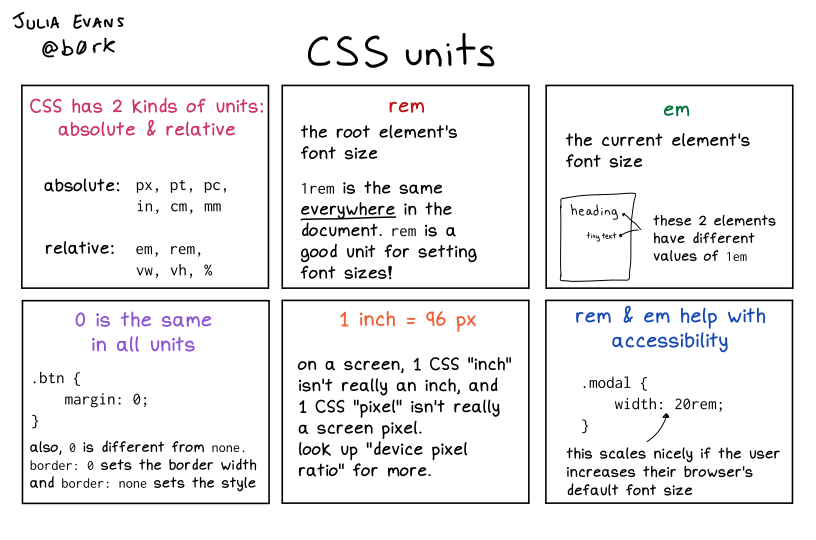 JULIA EVANS
@b0rk
CSS units
CSS has 2 kinds of units:
absolute & relative
absolute: px, pt, pc,
in, cm, mm
relative: em, rem,
vw, vh, %
rem
the root element's
font size
1rem is the same
everywhere in the
document. rem is a
good unit for setting
font sizes!
em
the current element's
font size
heading
tiny text
these 2 elements
have different
values of 1em
0 is the same
in all units
.btn {
margin: 0;
}
also, 0 is different from none.
border: 0 sets the border width
and border: none sets the style
1 inch = 96 px
on a screen, 1 CSS "inch"
isn't really an inch, and
1 CSS "pixel" isn't really
a screen pixel.
look up "device pixel
ratio" for more.
rem & em help with
accessibility
.modal {
width: 20rem;
}
this scales nicely if the user
increases their browser's
default font size